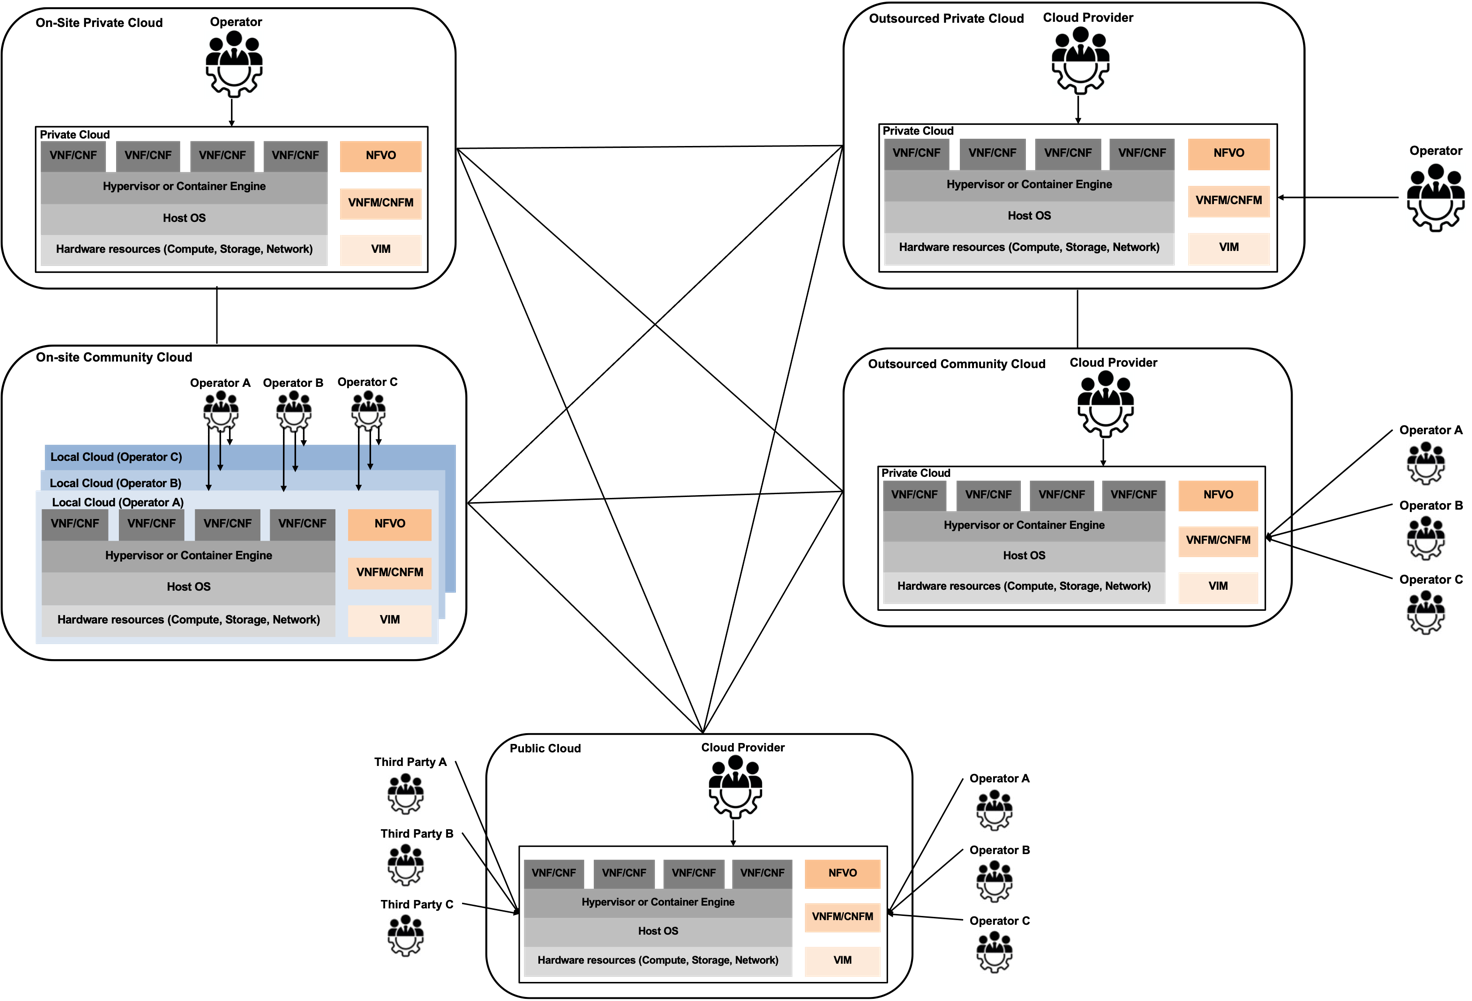 On-Site Private Cloud
Operator
Private Cloud
VNF/CNF VNF/CNF VNF/CNF VNF/CNF NFVO
Hypervisor or Container Engine
VNFM/CNFM
Host OS
Hardware resources (Compute, Storage, Network) VIM
Outsourced Private Cloud
Cloud Provider
Private Cloud
VNF/CNF VNF/CNF VNF/CNF VNF/CNF NFVO
Hypervisor or Container Engine
VNFM/CNFM
Host OS
Hardware resources (Compute, Storage, Network) VIM
Operator
On-site Community Cloud
Operator A Operator B Operator C
Local Cloud (Operator C)
Local Cloud (Operator B)
Local Cloud (Operator A)
VNF/CNF VNF/CNF VNF/CNF VNF/CNF NFVO
Hypervisor or Container Engine
VNFM/CNFM
Host OS
Hardware resources (Compute, Storage, Network) VIM
Outsourced Community Cloud
Cloud Provider
Private Cloud
VNF/CNF VNF/CNF VNF/CNF VNF/CNF NFVO
Hypervisor or Container Engine
VNFM/CNFM
Host OS
Hardware resources (Compute, Storage, Network) VIM
Operator A
Operator B
Operator C
Public Cloud
Cloud Provider
Third Party A
Third Party B
Third Party C
VNF/CNF VNF/CNF VNF/CNF VNF/CNF NFVO
Hypervisor or Container Engine
VNFM/CNFM
Host OS
Hardware resources (Compute, Storage, Network) VIM
Operator A
Operator B
Operator C